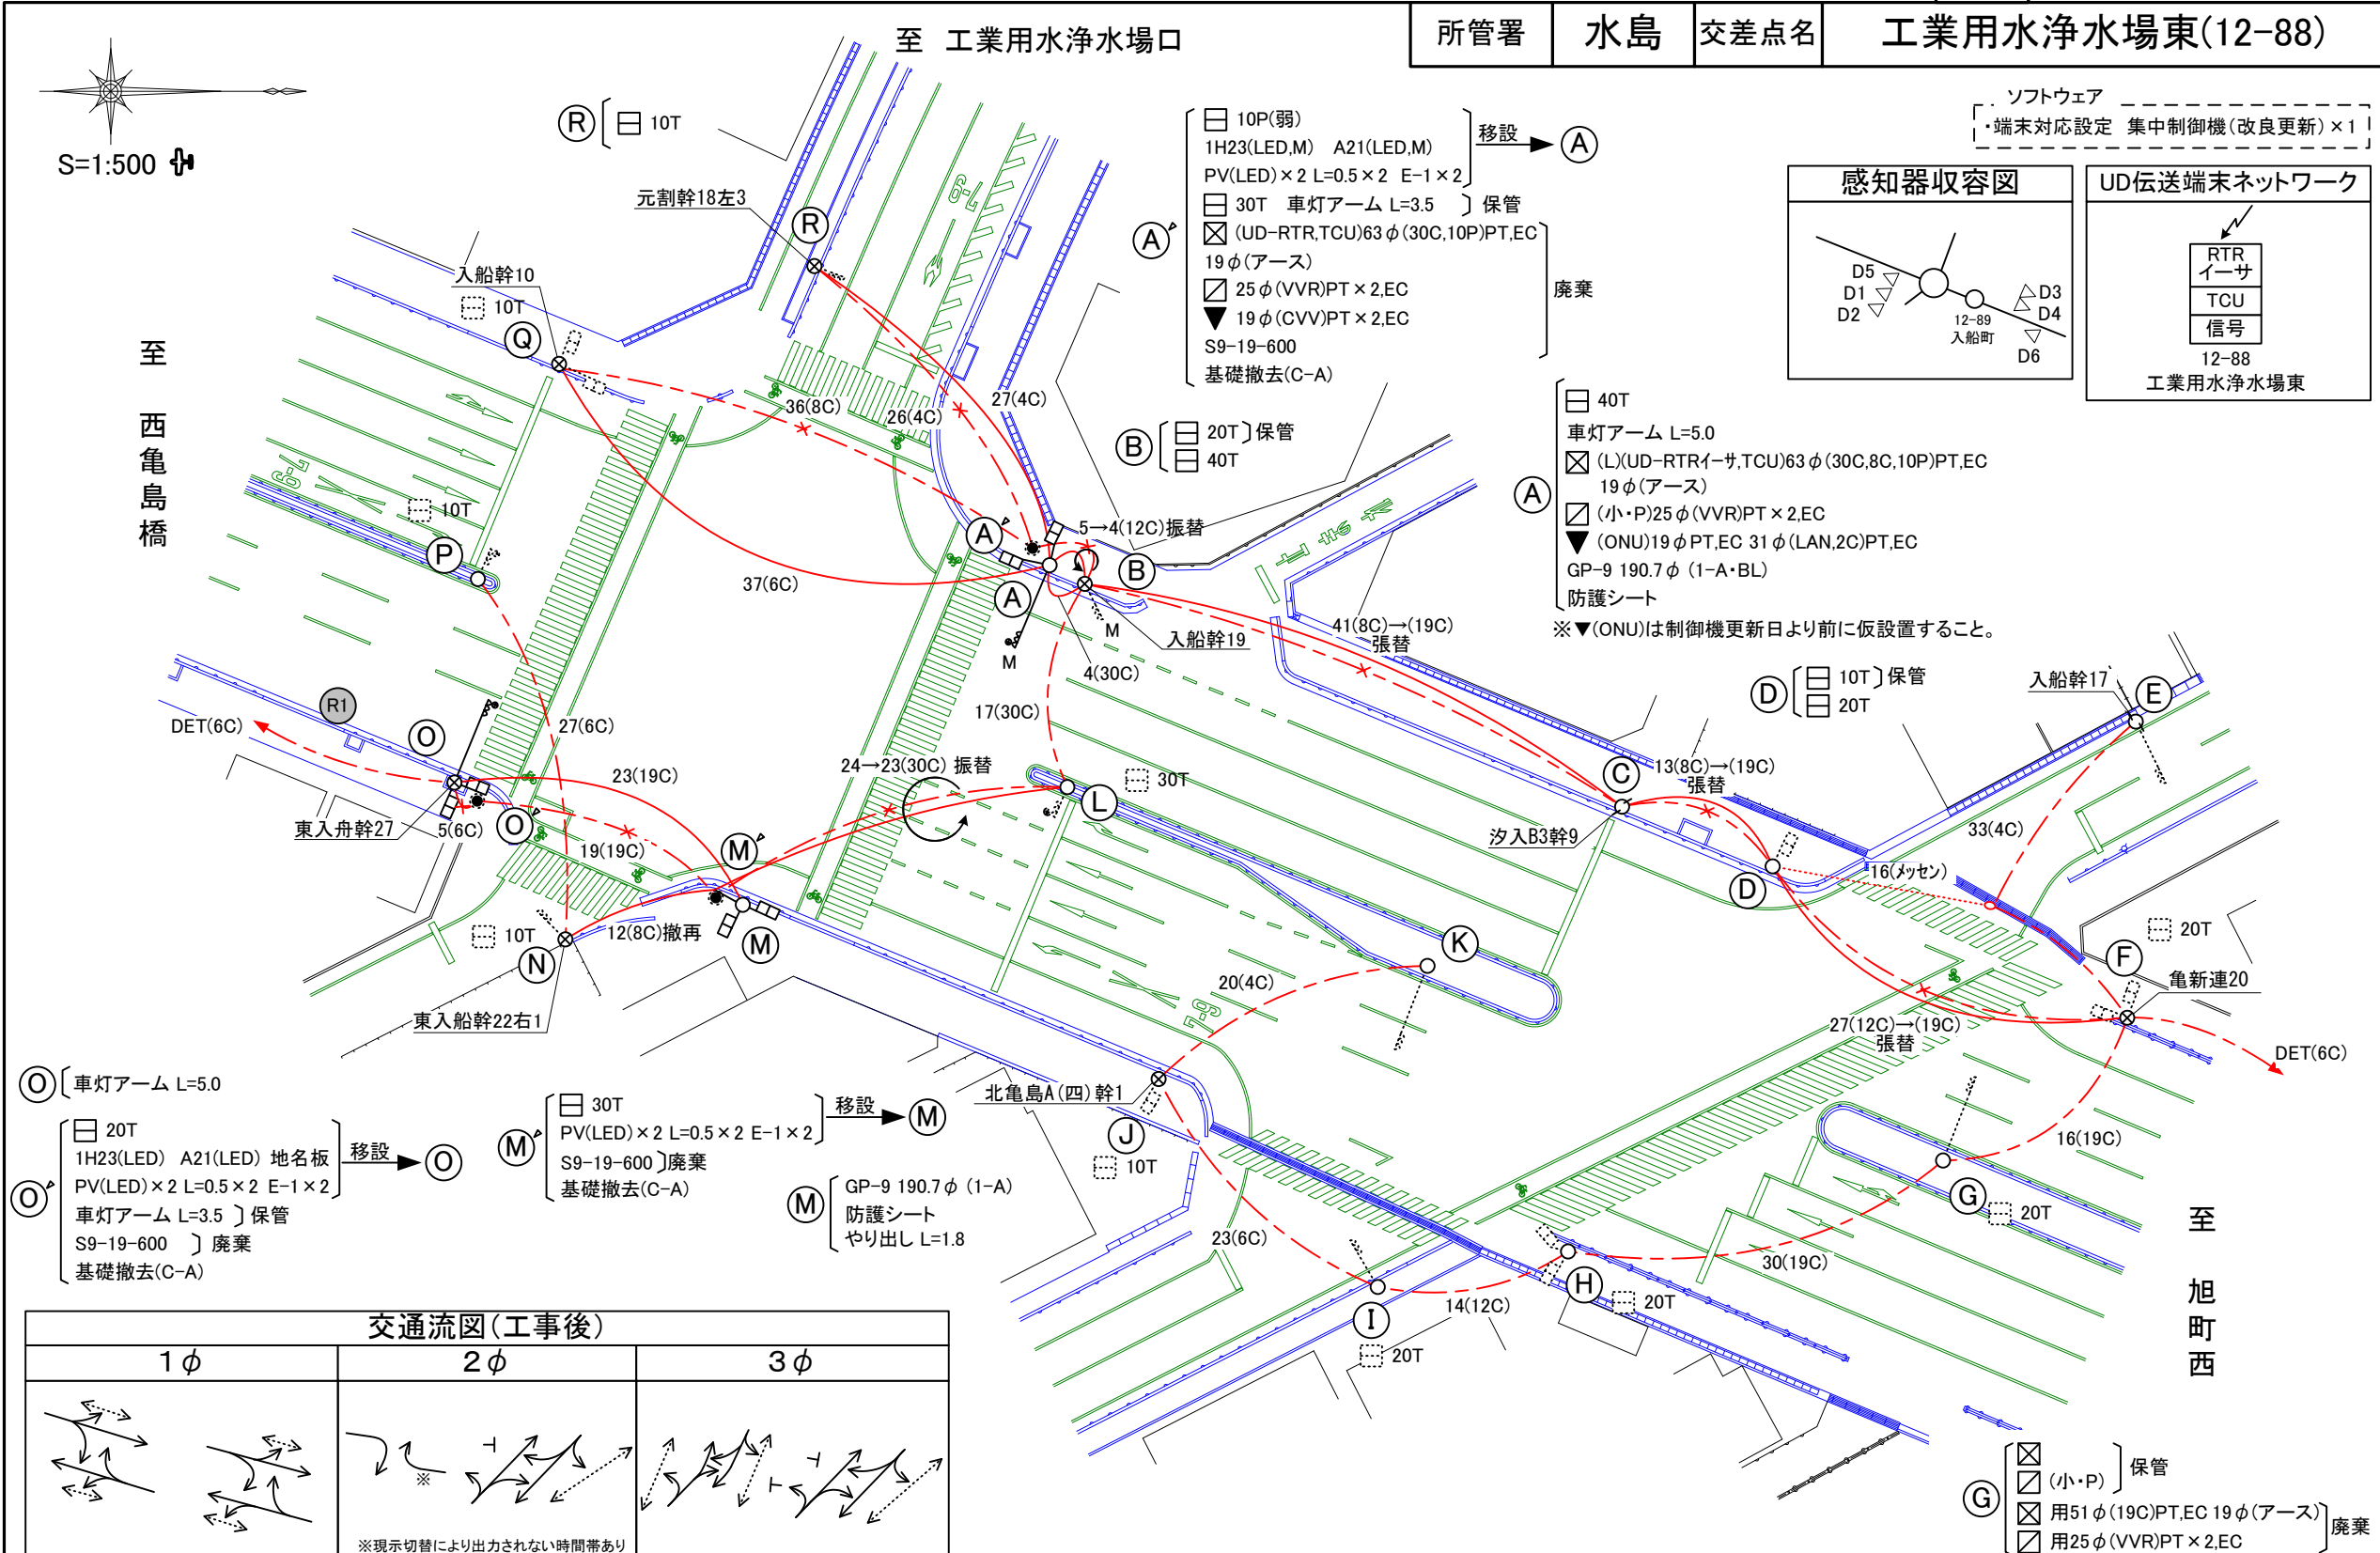 所管署
水島
交差点名
工業用水浄水場東(12-88)
至 工業用水浄水場口
S=1:500
ソフトウェア
・端末対応設定 集中制御機(改良更新)×1
感知器収容図
D5
D1
D2
D3
D4
D6
12-89
入船町
UD伝送端末ネットワーク
RTR
イーサ
TCU
信号
12-88
工業用水浄水場東
R
10T
元割幹18左3
R
入船幹10
10T
Q
至 西亀島橋
7-9
7-9
10T
P
A'
10P(弱)
1H23(LED,M) A21(LED,M)
PV(LED)×2 L=0.5×2 E-1×2
移設
A
30T 車灯アーム L=3.5
保管
(UD-RTR,TCU)63φ(30C,10P)PT,EC
19φ(アース)
25φ(VVR)PT×2,EC
19φ(CVV)PT×2,EC
S9-19-600
基礎撤去(C-A)
廃棄
B
20T
保管
40T
A
40T
車灯アーム L=5.0
(L)(UD-RTRイーサ,TCU)63φ(30C,8C,10P)PT,EC
19φ(アース)
(小・P)25φ(VVR)PT×2,EC
(ONU)19φPT,EC 31φ(LAN,2C)PT,EC
GP-9 190.7φ (1-A・BL)
防護シート
※▼(ONU)は制御機更新日より前に仮設置すること。
36(8C)
26(4C)
27(4C)
37(6C)
A'
A
B
5→4(12C)振替
M
M
入船幹19
4(30C)
17(30C)
41(8C)→(19C)
張替
D
10T
保管
20T
入船幹17
E
C
13(8C)→(19C)
張替
汐入B3幹9
D
16(メッセン)
33(4C)
20T
F
亀新連20
27(12C)→(19C)
張替
DET(6C)
16(19C)
G
20T
30(19C)
至 旭町西
R1
DET(6C)
O
東入舟幹27
5(6C)
O'
27(6C)
23(19C)
19(19C)
24→23(30C) 振替
L
30T
M'
M
12(8C)撤再
10T
N
東入船幹22右1
K
20(4C)
7-9
北亀島A(四)幹1
J
10T
23(6C)
I
20T
14(12C)
H
20T
O
車灯アーム L=5.0
O'
20T
1H23(LED) A21(LED) 地名板
PV(LED)×2 L=0.5×2 E-1×2
移設
O
車灯アーム L=3.5
保管
S9-19-600
廃棄
基礎撤去(C-A)
M'
30T
PV(LED)×2 L=0.5×2 E-1×2
移設
M
S9-19-600
廃棄
基礎撤去(C-A)
M
GP-9 190.7φ (1-A)
防護シート
やり出し L=1.8
交通流図(工事後)
1φ
2φ
3φ
※
※現示切替により出力されない時間帯あり
G
(小・P)
保管
用51φ(19C)PT,EC 19φ(アース)
用25φ(VVR)PT×2,EC
廃棄